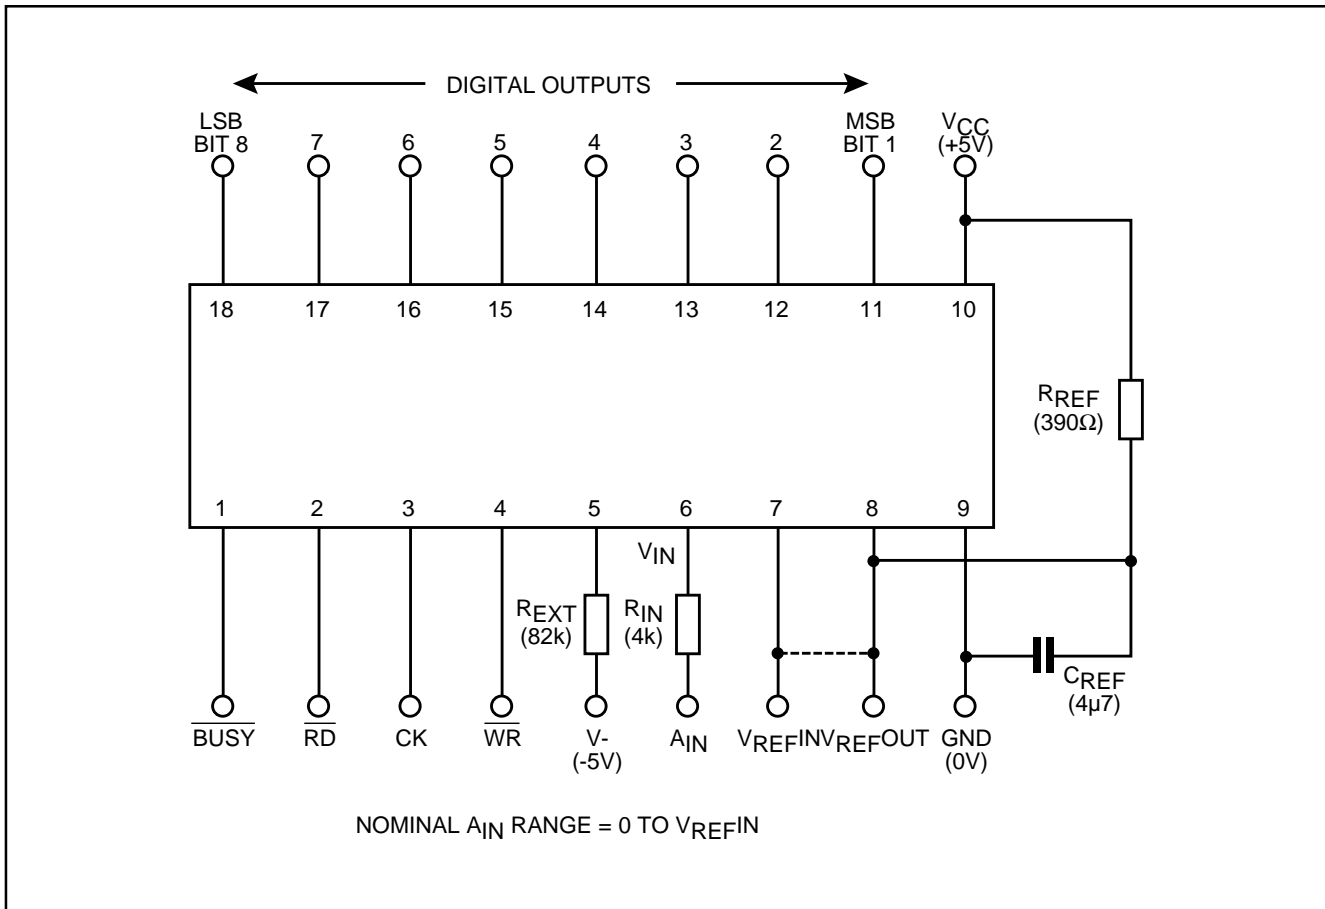 DIGITAL OUTPUTS
LSB
BIT 8
7
6
5
4
3
2
MSB
BIT 1
VCC
(+5V)
18 17 16 15 14 13 12 11 10
RREF
(390Ω)
1 2 3 4 5 6 7 8 9
VIN
REXT
(82k)
RIN
(4k)
CREF
(4µ7)
BUSY
RD
CK
WR
V-
(-5V)
AIN
VREFIN
VREFOUT
GND
(0V)
NOMINAL AIN RANGE = 0 TO VREFIN